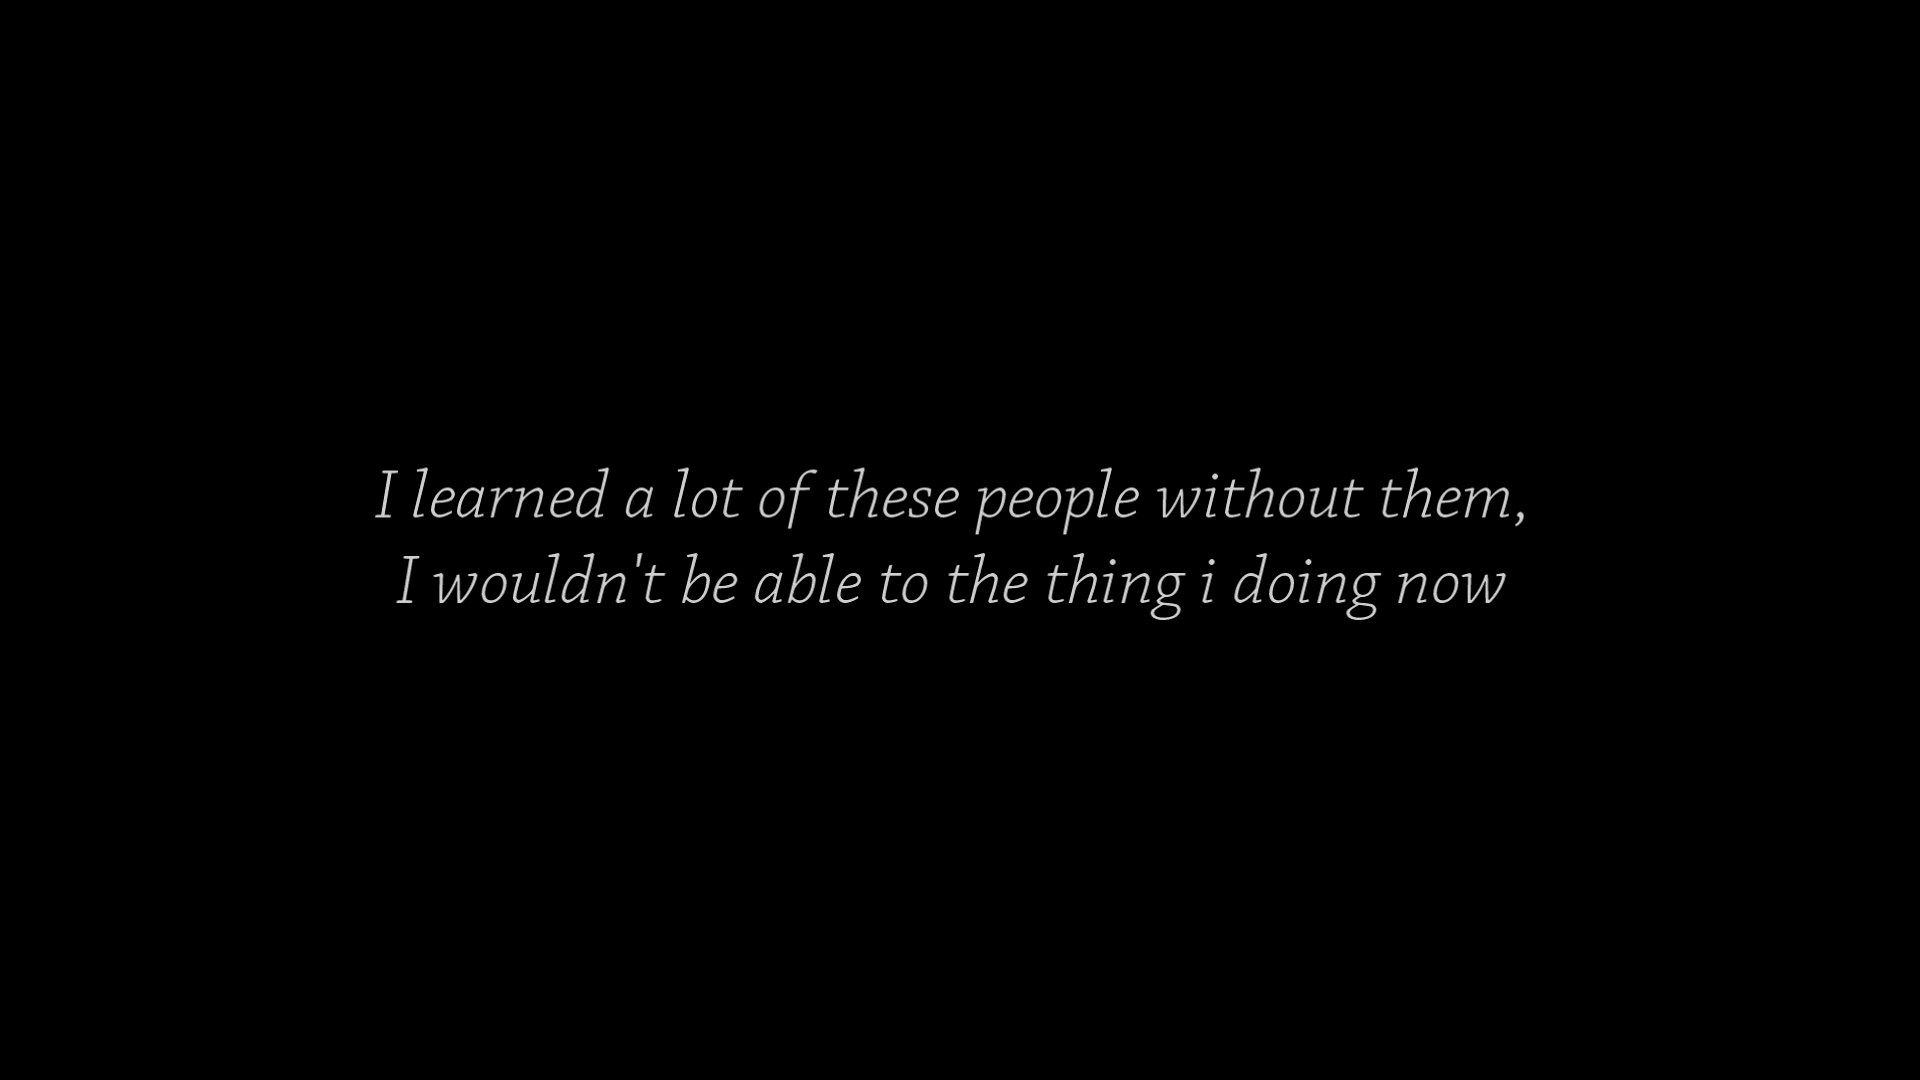 I learned a lot of these people without them,
I wouldn't be able to the thing i doing now